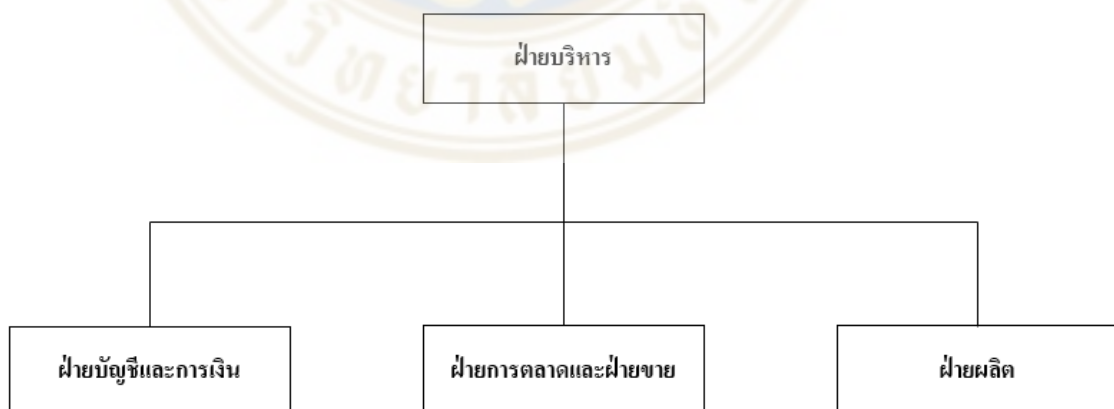 ฝ่ายบริหาร
ฝ่ายบัญชีและการเงิน
ฝ่ายการตลาดและฝ่ายขาย
ฝ่ายผลิต